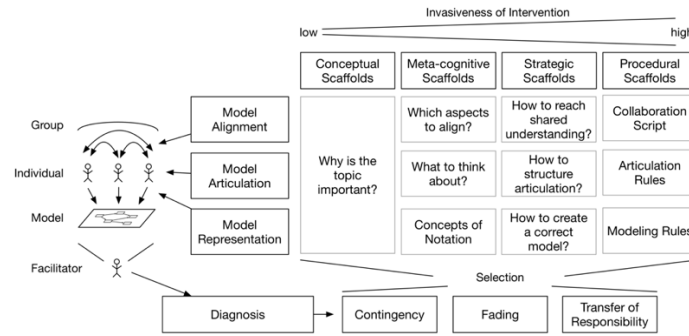 Invasiveness of Intervention
low
high
Conceptual
Scaffolds
Meta-cognitive
Scaffolds
Strategic
Scaffolds
Procedural
Scaffolds
Group
Model
Alignment
Which aspects
to align?
How to reach
shared
understanding?
Collaboration
Script
Individual
Model
Articulation
Why is the
topic
important?
What to think
about?
How to
structure
articulation?
Articulation
Rules
Model
Model
Representation
Concepts of
Notation
How to create
a correct
model?
Modeling Rules
Facilitator
Selection
Diagnosis
Contingency
Fading
Transfer of
Responsibility